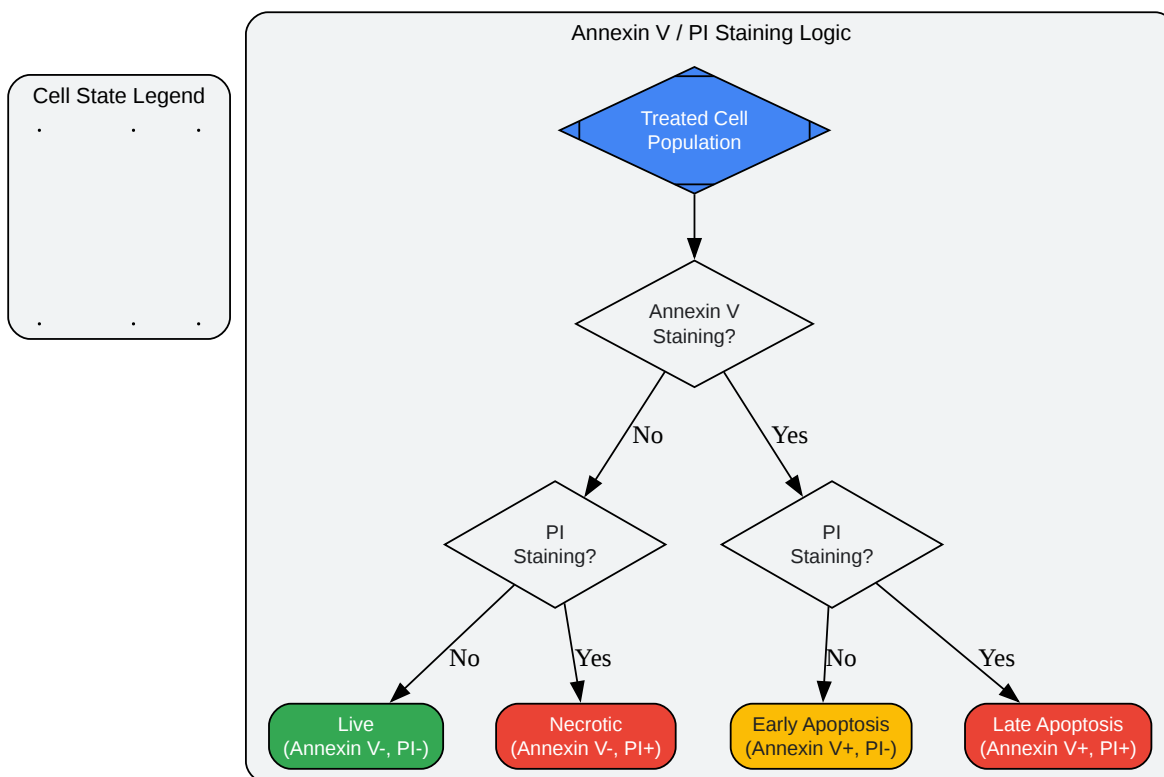 Annexin V / PI Staining Logic
Cell State Legend
Treated Cell
Population
Annexin V
Staining?
No
Yes
PI
Staining?
PI
Staining?
No
Yes
No
Yes
Live
(Annexin V-, PI-)
Necrotic
(Annexin V-, PI+)
Early Apoptosis
(Annexin V+, PI-)
Late Apoptosis
(Annexin V+, PI+)